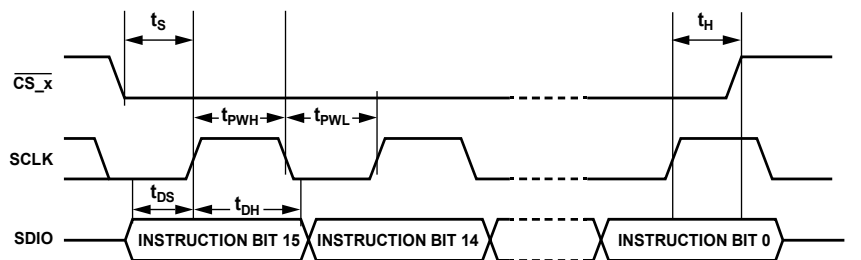 tS
tH
CS_x
tPWH
tPWL
SCLK
tDS
tDH
SDIO
INSTRUCTION BIT 15
INSTRUCTION BIT 14
INSTRUCTION BIT 0